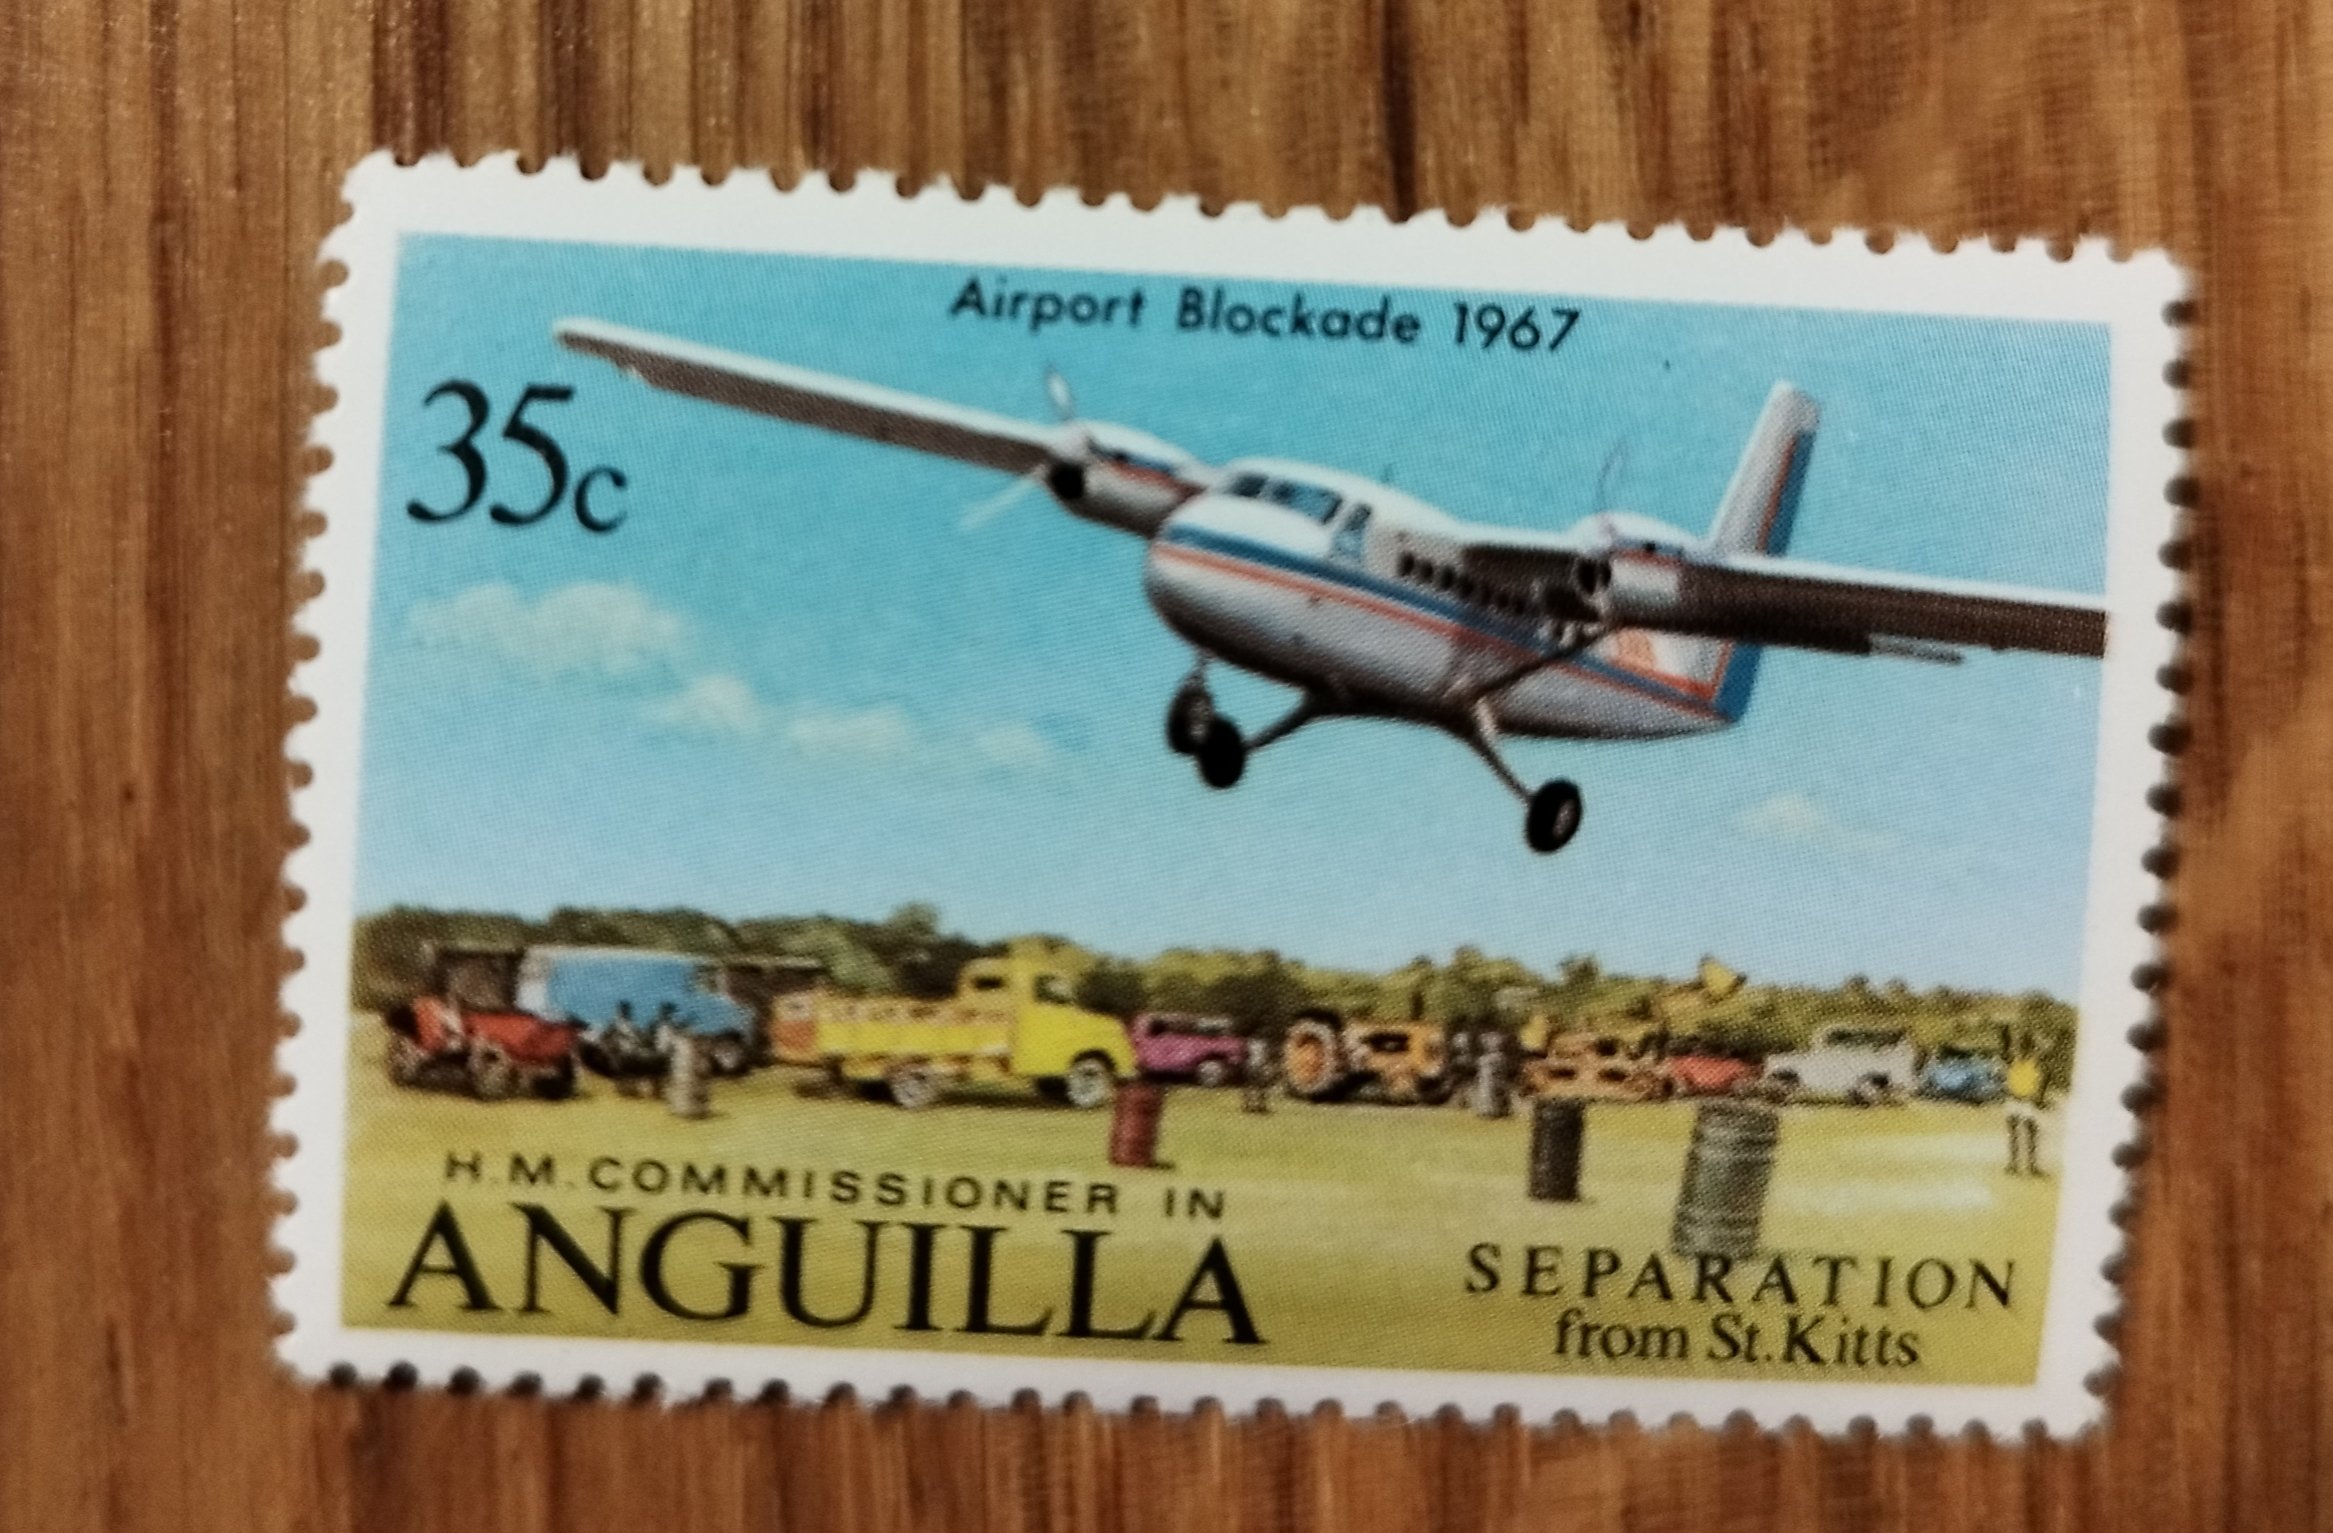 Airport Blockade 1967
35c
H.M.COMMISSIONER IN
ANGUILLA
SEPARATION
from St.Kitts